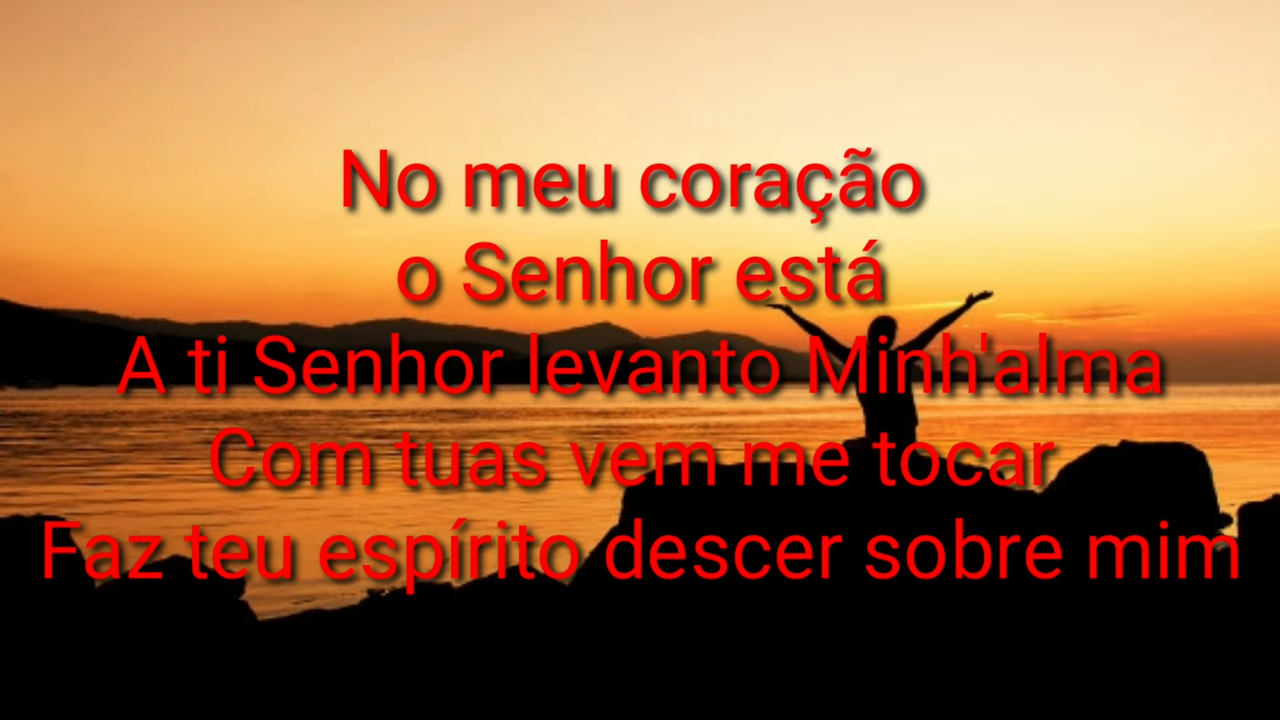 No meu coração
o Senhor está
A ti Senhor levanto Minh'alma
Com tuas vem me tocar
Faz teu espírito descer sobre mim